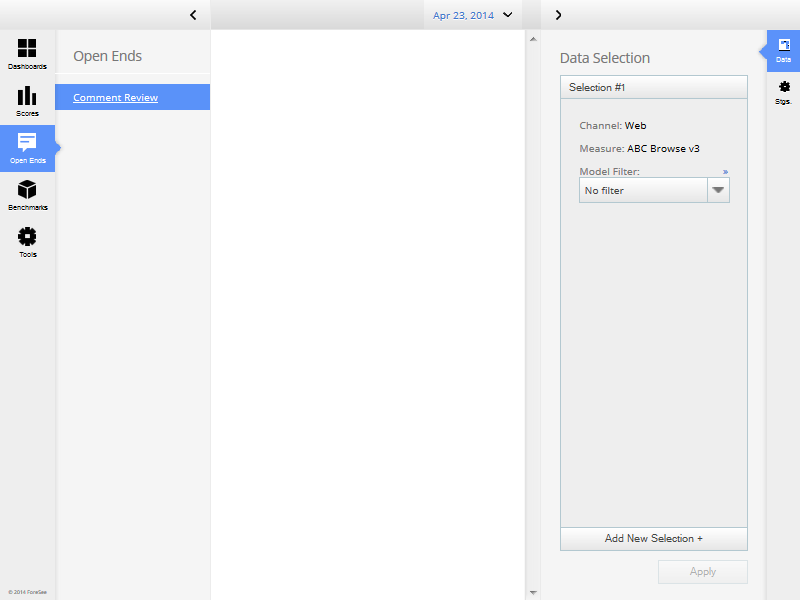 Apr 23, 2014
Dashboards
Scores
Open Ends
Benchmarks
Tools
© 2014 ForeSee
Open Ends
Comment Review
Data Selection
Selection #1
Channel: Web
Measure: ABC Browse v3
Model Filter: »
No filter
Add New Selection +
Apply
Data
Stgs.